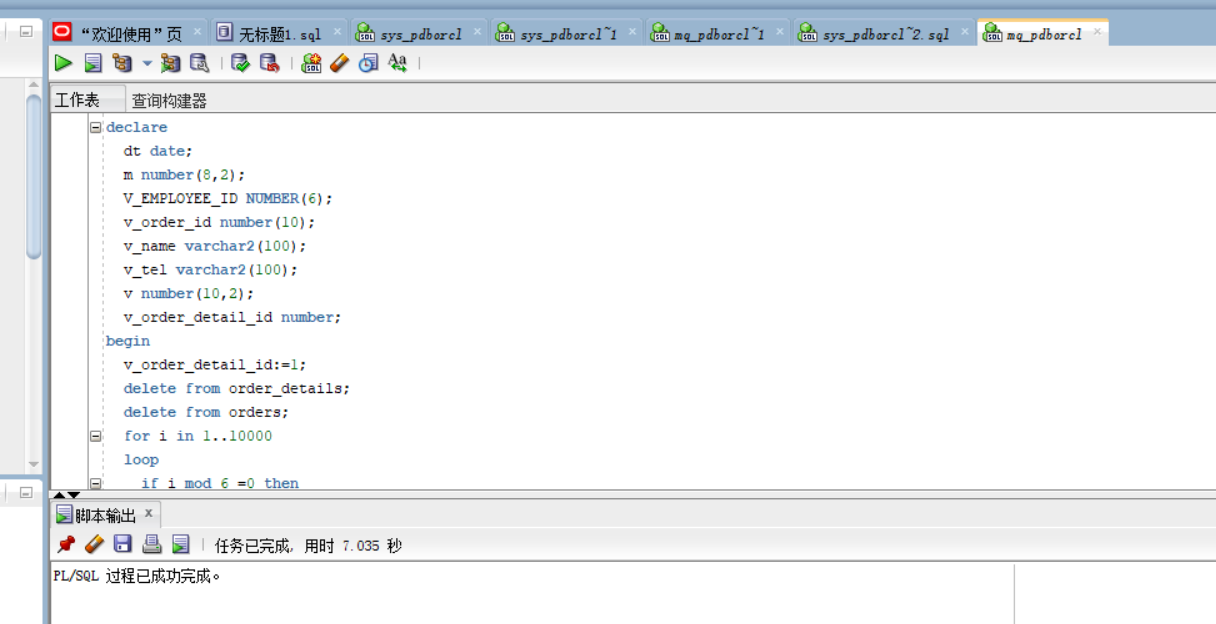 “欢迎使用”页 无标题1.sql sys_pdborcl sys_pdborcl~1 mq_pdborcl~1 sys_pdborcl~2.sql mq_pdborcl
工作表 查询构建器
declare
dt date;
m number(8,2);
V_EMPLOYEE_ID NUMBER(6);
v_order_id number(10);
v_name varchar2(100);
v_tel varchar2(100);
v number(10,2);
v_order_detail_id number;
begin
v_order_detail_id:=1;
delete from order_details;
delete from orders;
for i in 1..10000
loop
if i mod 6 =0 then
脚本输出
任务已完成, 用时 7.035 秒
PL/SQL 过程已成功完成。